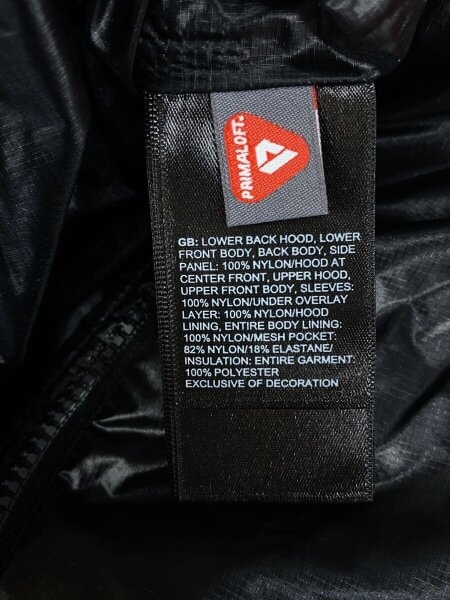 PRIMALOFT®
GB: LOWER BACK HOOD, LOWER
FRONT BODY, BACK BODY, SIDE
PANEL: 100% NYLON/HOOD AT
CENTER FRONT, UPPER HOOD,
UPPER FRONT BODY, SLEEVES:
100% NYLON/UNDER OVERLAY
LAYER: 100% NYLON/HOOD
LINING, ENTIRE BODY LINING:
100% NYLON/MESH POCKET:
82% NYLON/18% ELASTANE/
INSULATION: ENTIRE GARMENT:
100% POLYESTER
EXCLUSIVE OF DECORATION